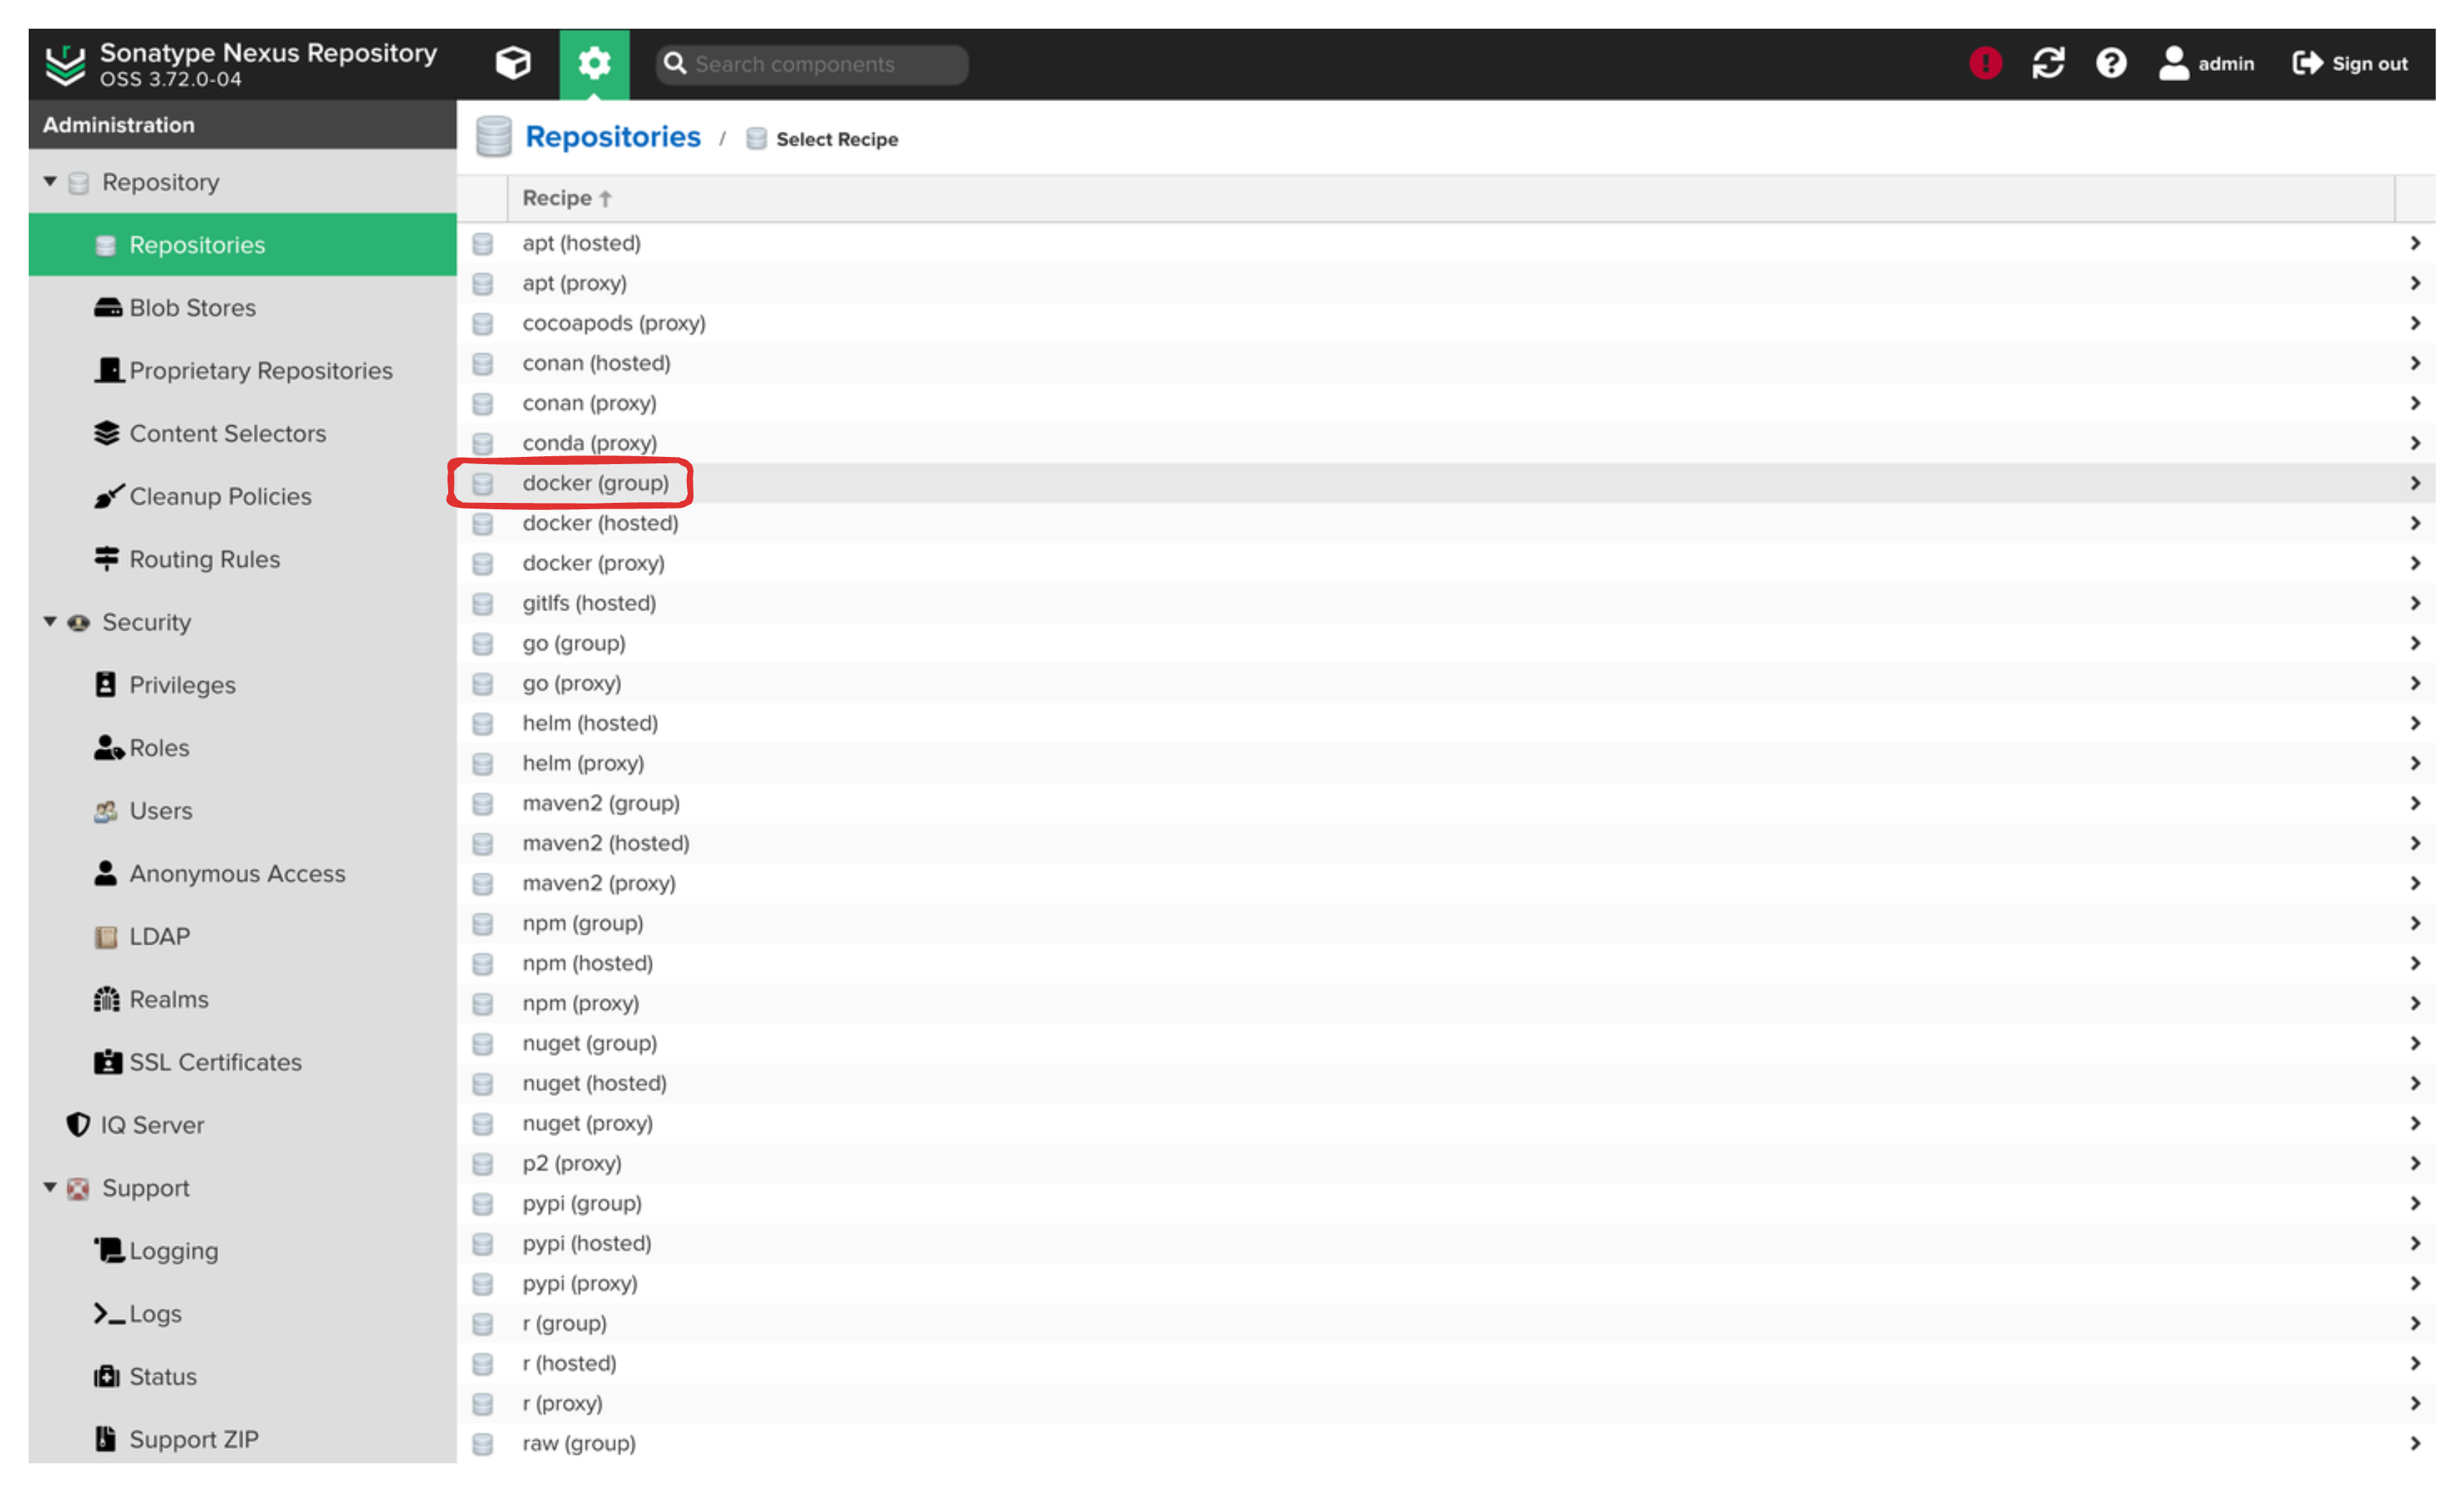 Sonatype Nexus Repository
OSS 3.72.0-04
Search components
admin
Sign out
Administration
Repository
Repositories
Blob Stores
Proprietary Repositories
Content Selectors
Cleanup Policies
Routing Rules
Security
Privileges
Roles
Users
Anonymous Access
LDAP
Realms
SSL Certificates
IQ Server
Support
Logging
Logs
Status
Support ZIP
Repositories / Select Recipe
Recipe
apt (hosted)
apt (proxy)
cocoapods (proxy)
conan (hosted)
conan (proxy)
conda (proxy)
docker (group)
docker (hosted)
docker (proxy)
gitlfs (hosted)
go (group)
go (proxy)
helm (hosted)
helm (proxy)
maven2 (group)
maven2 (hosted)
maven2 (proxy)
npm (group)
npm (hosted)
npm (proxy)
nuget (group)
nuget (hosted)
nuget (proxy)
p2 (proxy)
pypi (group)
pypi (hosted)
pypi (proxy)
r (group)
r (hosted)
r (proxy)
raw (group)